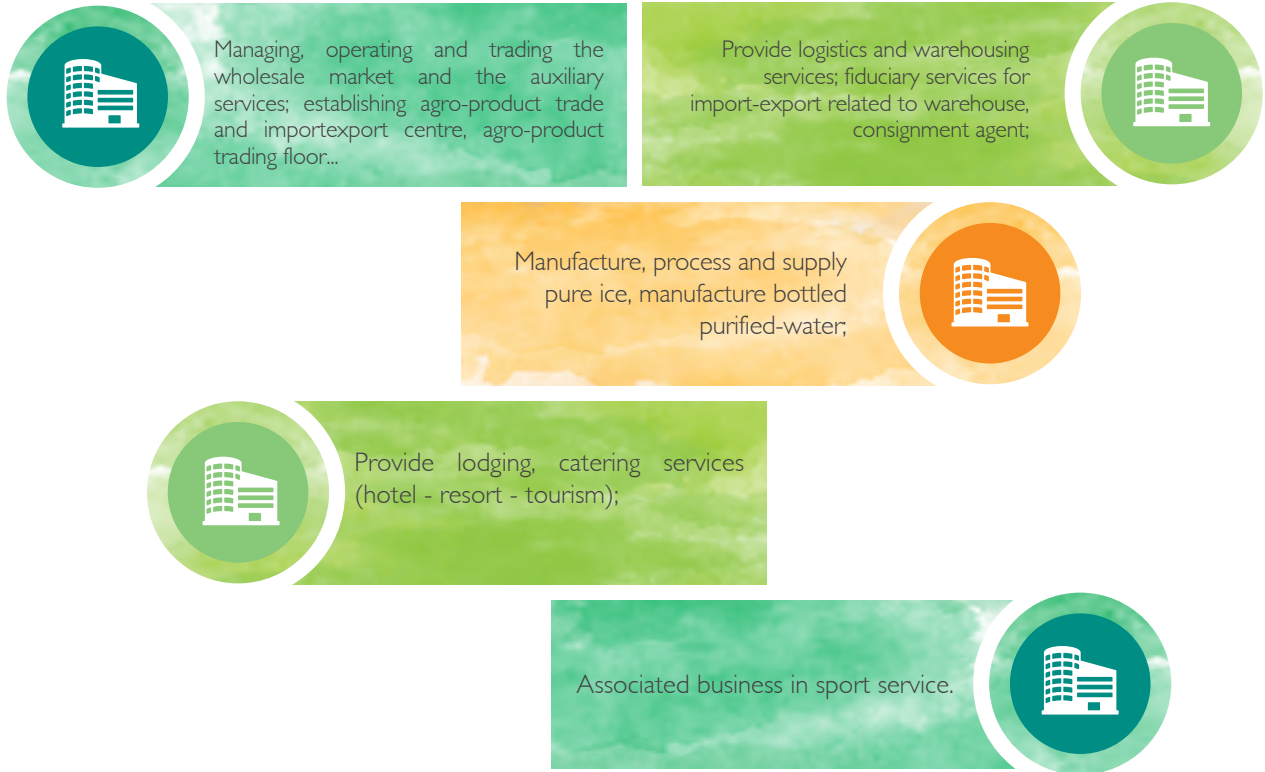 Managing, operating and trading the
wholesale market and the auxiliary
services; establishing agro-product trade
and importexport centre, agro-product
trading floor...
Provide logistics and warehousing
services; fiduciary services for
import-export related to warehouse,
consignment agent;
Manufacture, process and supply
pure ice, manufacture bottled
purified-water;
Provide lodging, catering services
(hotel - resort - tourism);
Associated business in sport service.